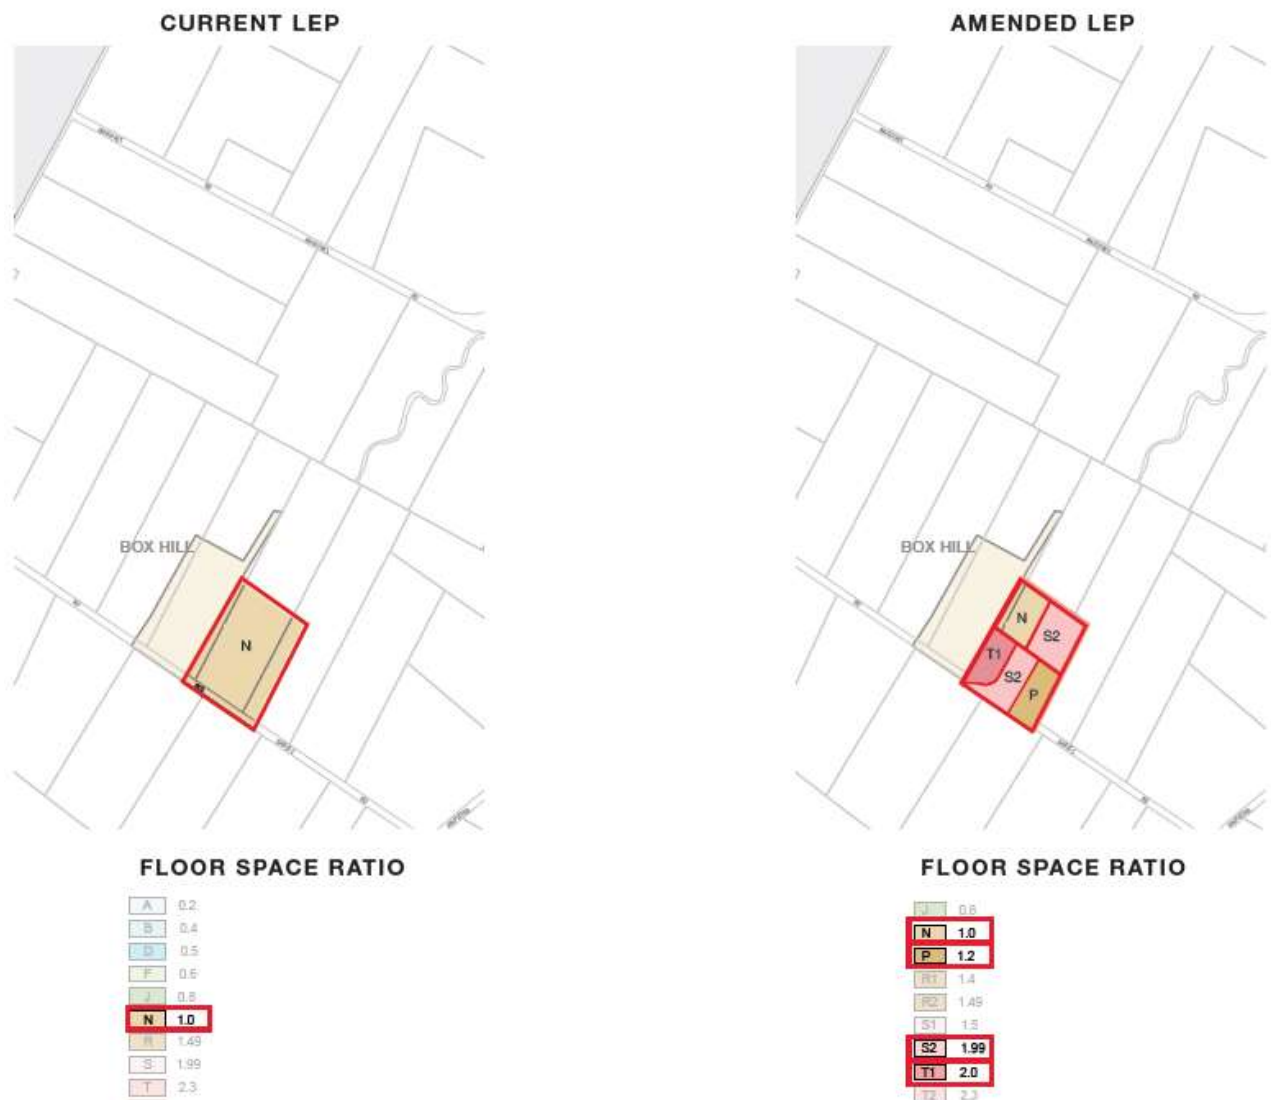 CURRENT LEP
AMENDED LEP
BOX HILL
N
BOX HILL
N
S2
T1
S2
P
FLOOR SPACE RATIO
A 0.2
B 0.4
D 0.5
F 0.6
J 0.8
N 1.0
R 1.49
S 1.99
T 2.3
FLOOR SPACE RATIO
J 0.8
N 1.0
P 1.2
R1 1.4
R2 1.49
S1 1.5
S2 1.99
T1 2.0
T2 2.3